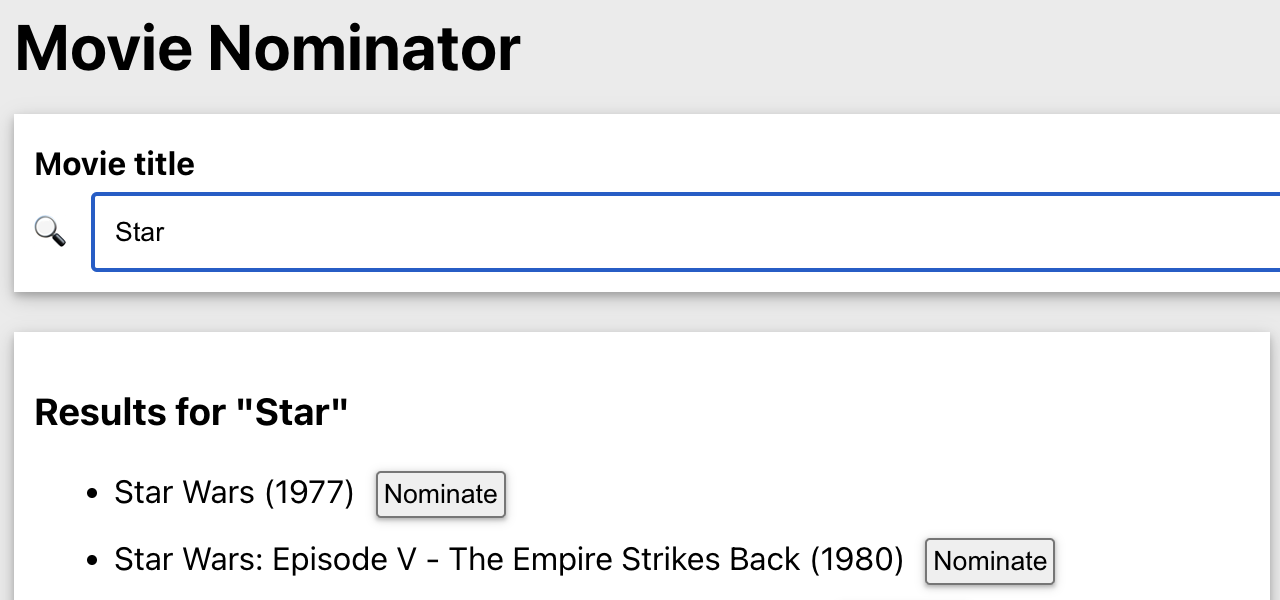 Movie Nominator
Movie title
Star
Results for "Star"
Star Wars (1977) Nominate
Star Wars: Episode V - The Empire Strikes Back (1980) Nominate